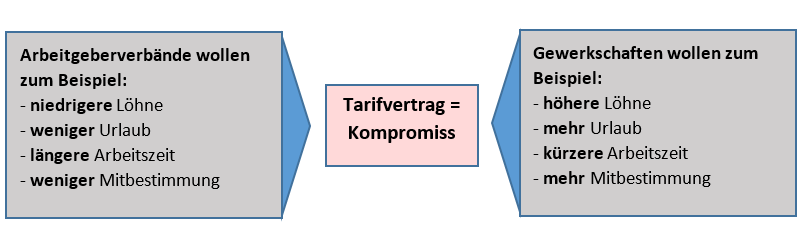 Arbeitgeberverbände wollen
zum Beispiel:
- niedrigere Löhne
- weniger Urlaub
- längere Arbeitszeit
- weniger Mitbestimmung
Tarifvertrag =
Kompromiss
Gewerkschaften wollen zum
Beispiel:
- höhere Löhne
- mehr Urlaub
- kürzere Arbeitszeit
- mehr Mitbestimmung